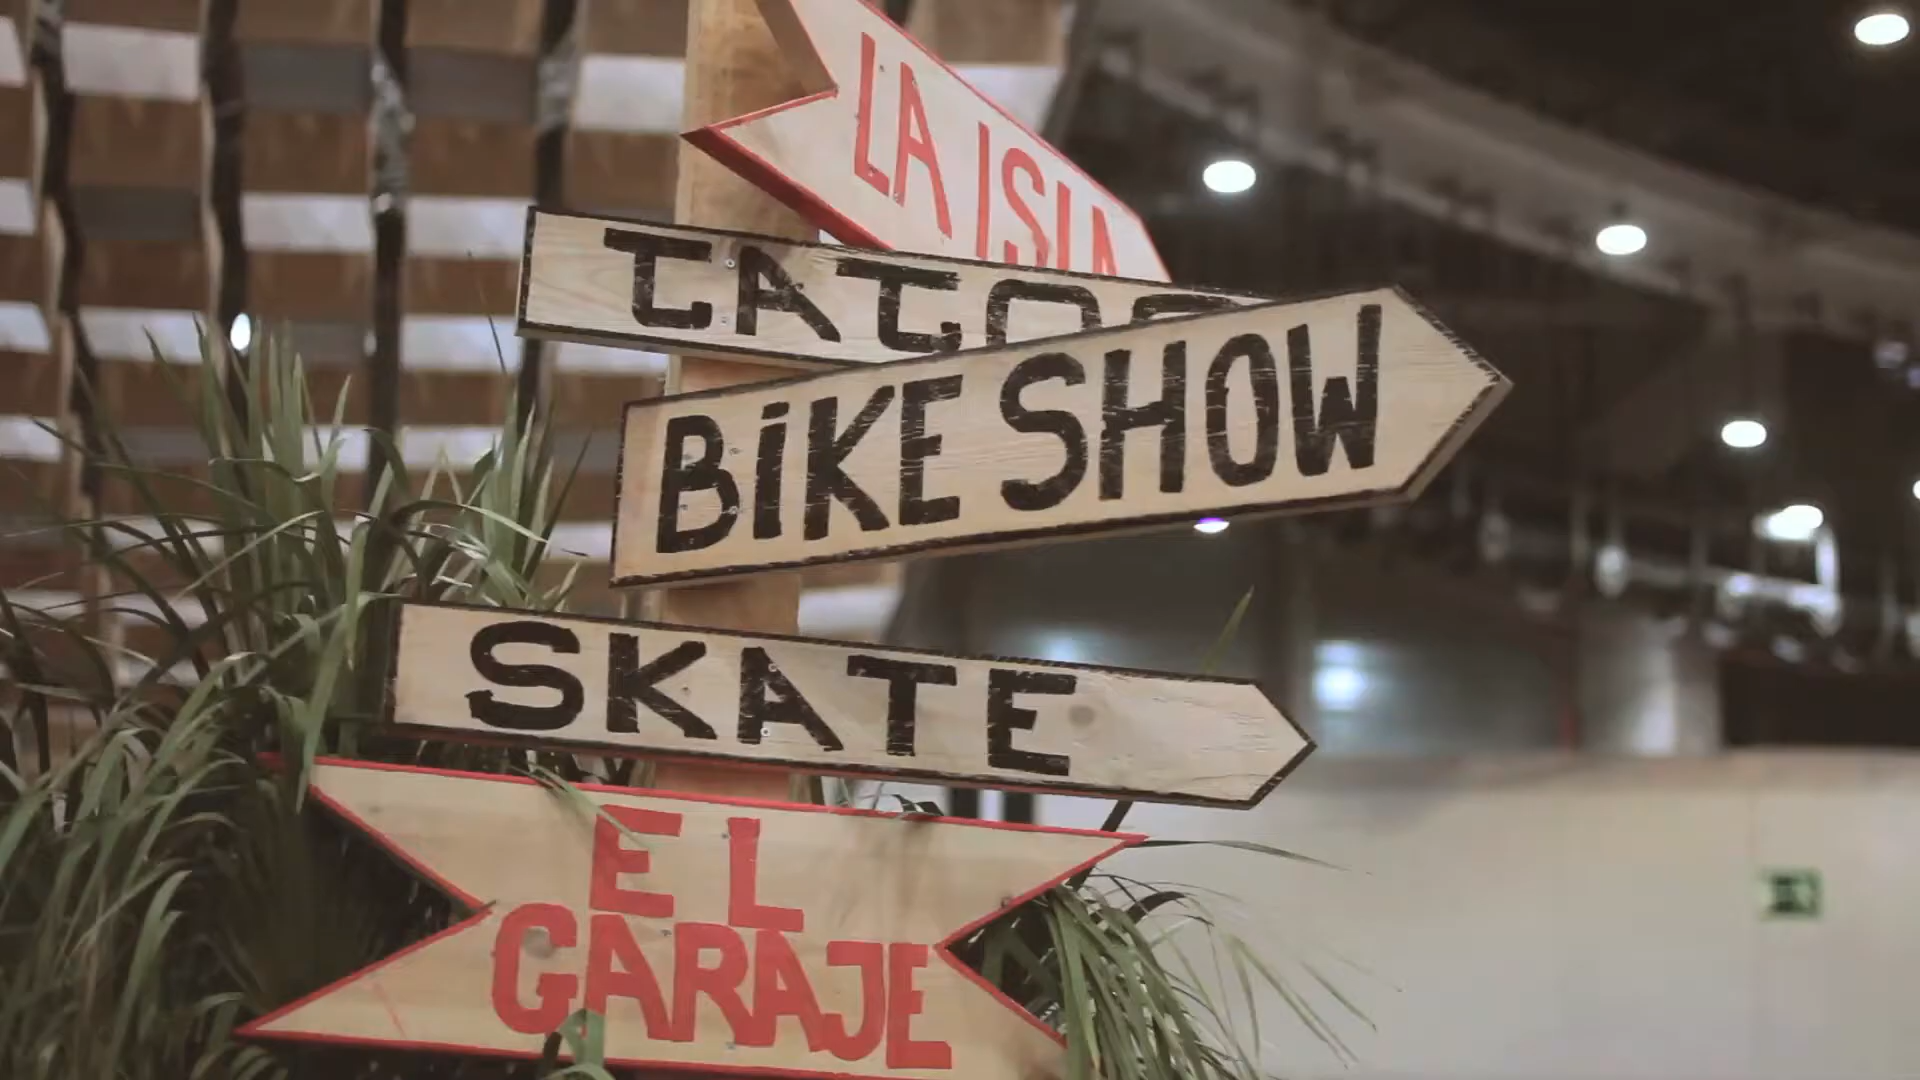 LA ISLA
BiKE SHOW
SKATE
EL
GARAJE